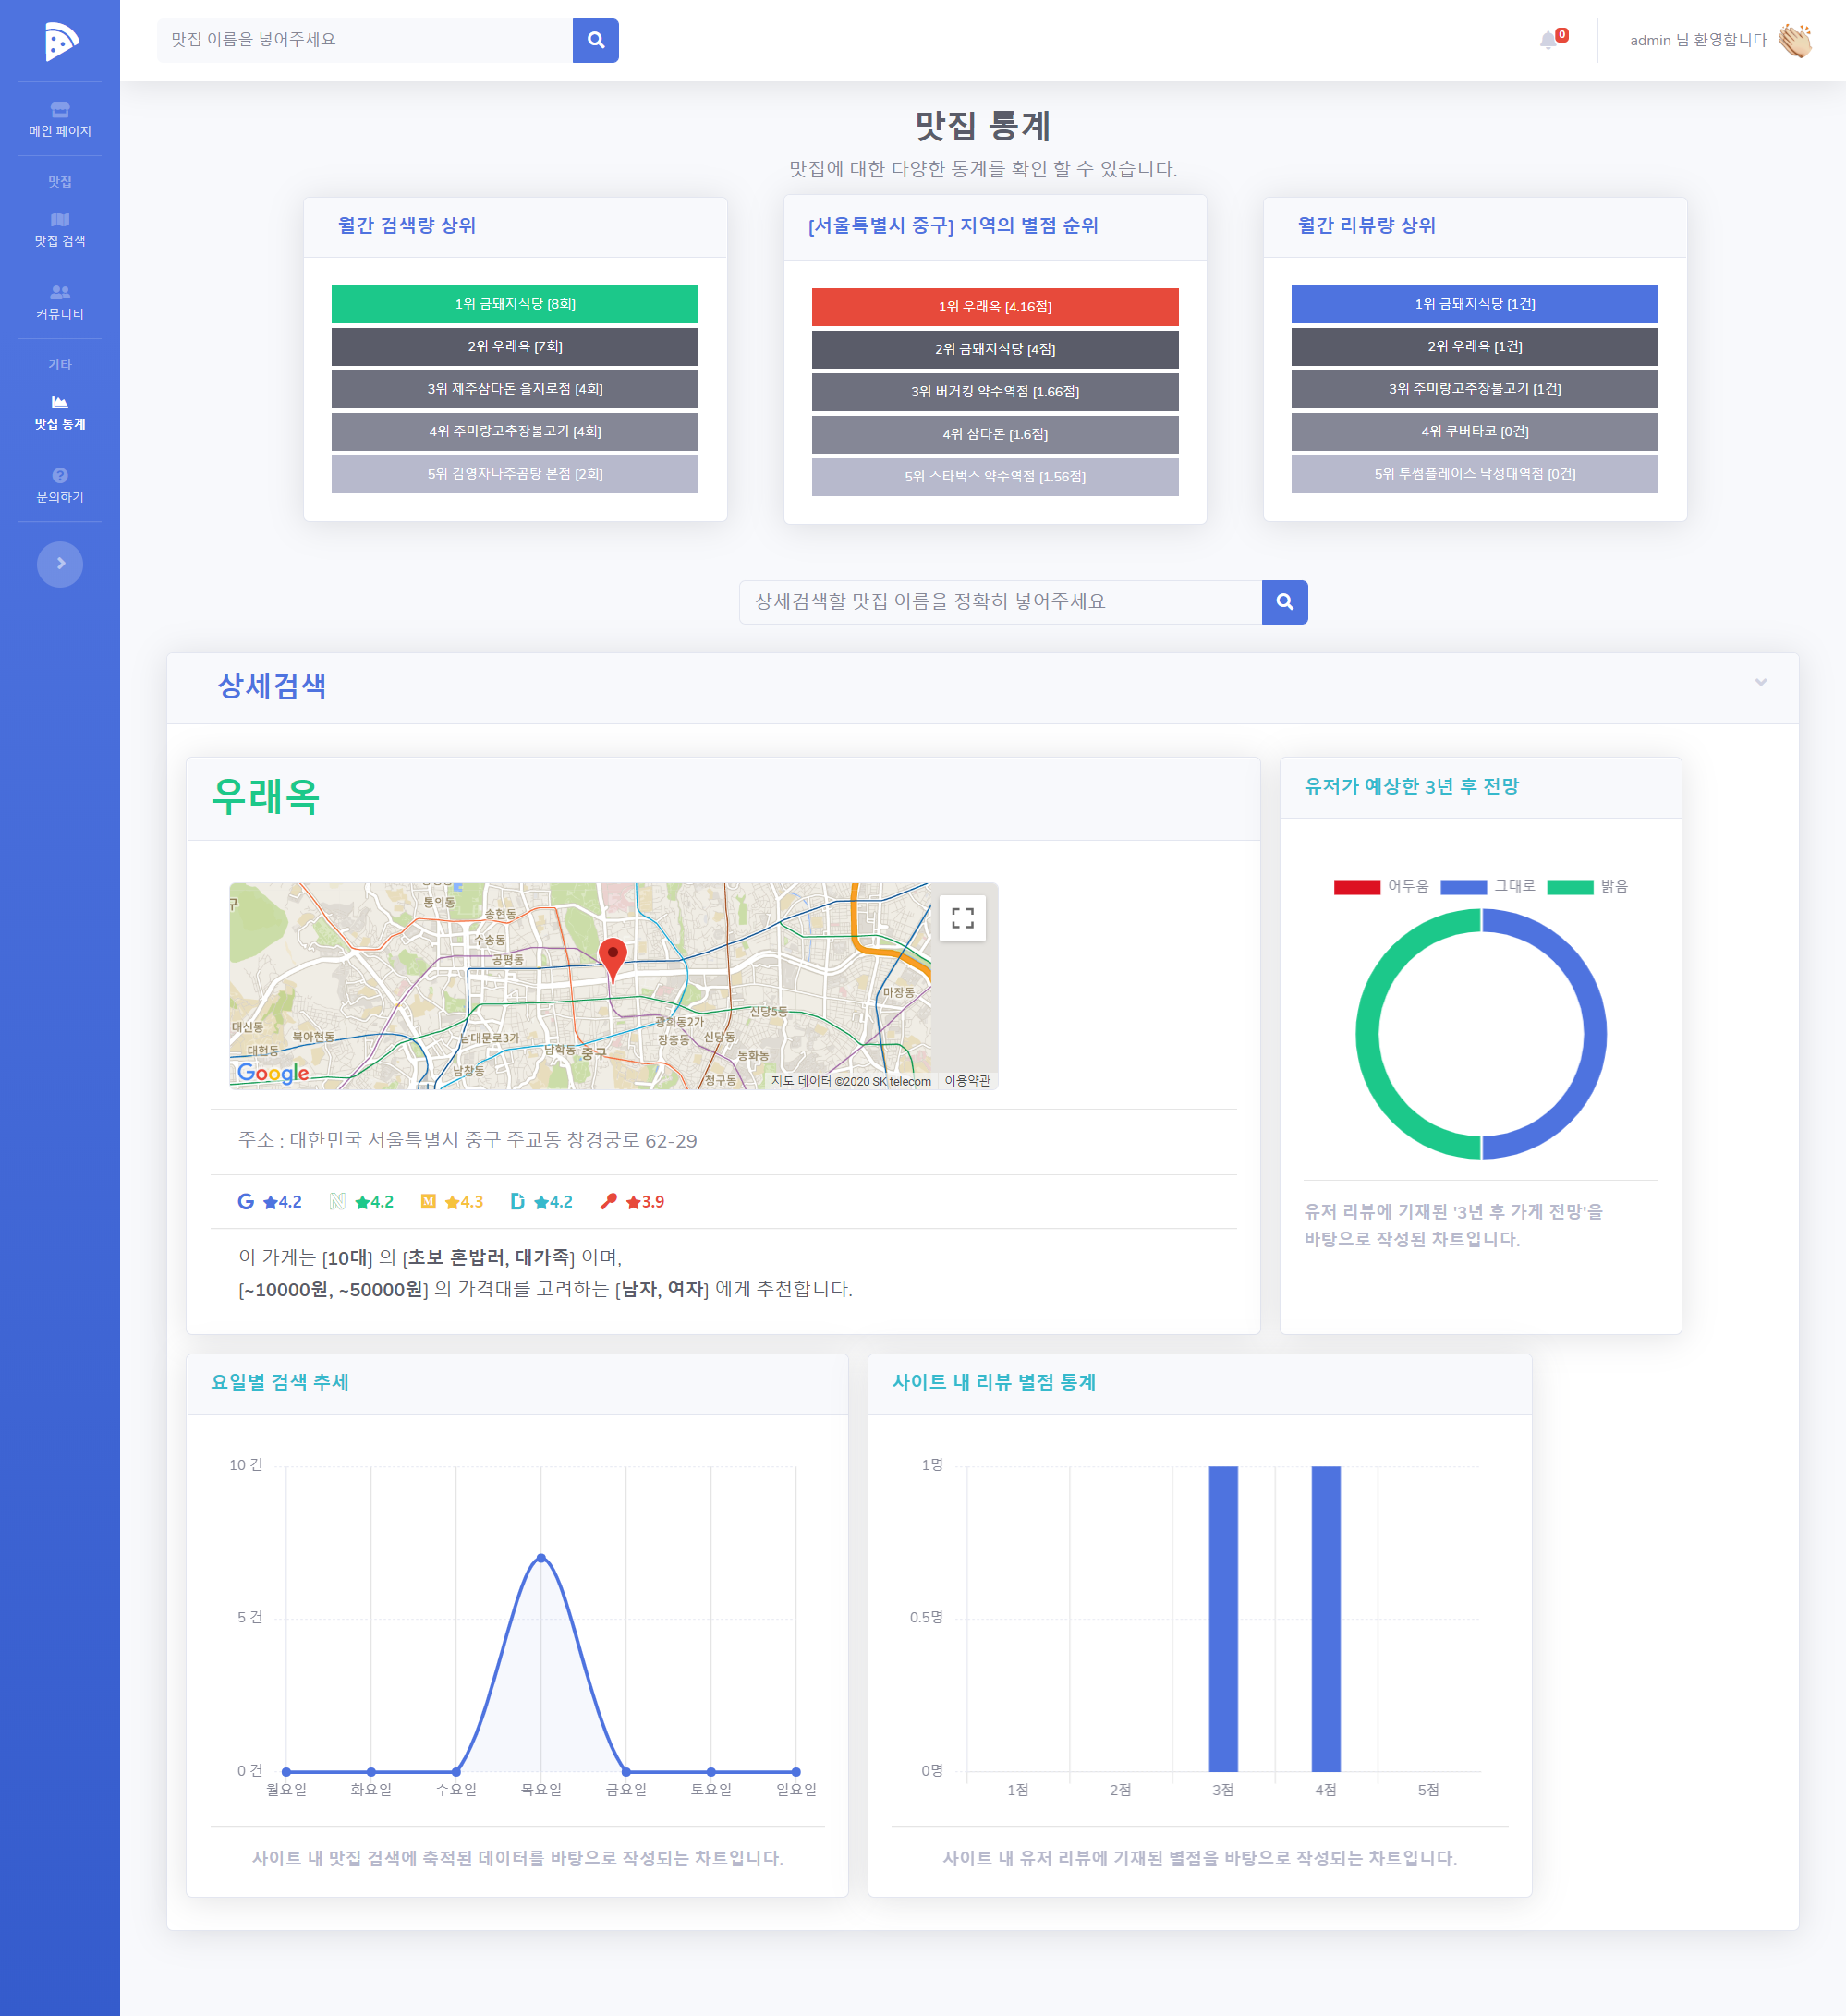 맛집 이름을 넣어주세요
0
admin 님 환영합니다
메인 페이지
맛집
맛집 검색
커뮤니티
기타
맛집 통계
문의하기
맛집 통계
맛집에 대한 다양한 통계를 확인 할 수 있습니다.
월간 검색량 상위
1위 금돼지식당 [8회]
2위 우래옥 [7회]
3위 제주삼다돈 을지로점 [4회]
4위 주미랑고추장불고기 [4회]
5위 김영자나주곰탕 본점 [2회]
[서울특별시 중구] 지역의 별점 순위
1위 우래옥 [4.16점]
2위 금돼지식당 [4점]
3위 버거킹 약수역점 [1.66점]
4위 삼다돈 [1.6점]
5위 스타벅스 약수역점 [1.56점]
월간 리뷰량 상위
1위 금돼지식당 [1건]
2위 우래옥 [1건]
3위 주미랑고추장불고기 [1건]
4위 쿠버타코 [0건]
5위 투썸플레이스 낙성대역점 [0건]
상세검색할 맛집 이름을 정확히 넣어주세요
상세검색
우래옥
통의동
송현동
수송동
공평동
마장동
신당5동
광희동2가
대신동
북아현동
남대문로3가
장충동
신당동
대현동
남학동
중구
동화동
남창동
청구동
Google
지도 데이터 ©2020 SK telecom
이용약관
주소 : 대한민국 서울특별시 중구 주교동 창경궁로 62-29
G ★4.2 N ★4.2 M ★4.3 D ★4.2 ★3.9
이 가게는 [10대] 의 [초보 혼밥러, 대가족] 이며,
[~10000원, ~50000원] 의 가격대를 고려하는 [남자, 여자] 에게 추천합니다.
유저가 예상한 3년 후 전망
어두움 그대로 밝음
유저 리뷰에 기재된 '3년 후 가게 전망'을
바탕으로 작성된 차트입니다.
요일별 검색 추세
10 건
5 건
0 건
월요일 화요일 수요일 목요일 금요일 토요일 일요일
사이트 내 맛집 검색에 축적된 데이터를 바탕으로 작성되는 차트입니다.
사이트 내 리뷰 별점 통계
1명
0.5명
0명
1점 2점 3점 4점 5점
사이트 내 유저 리뷰에 기재된 별점을 바탕으로 작성되는 차트입니다.